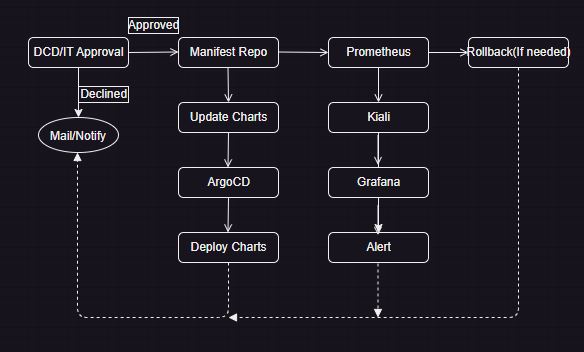 Approved
DCD/IT Approval
Manifest Repo
Prometheus
Rollback(If needed)
Declined
Mail/Notify
Update Charts
Kiali
ArgoCD
Grafana
Deploy Charts
Alert